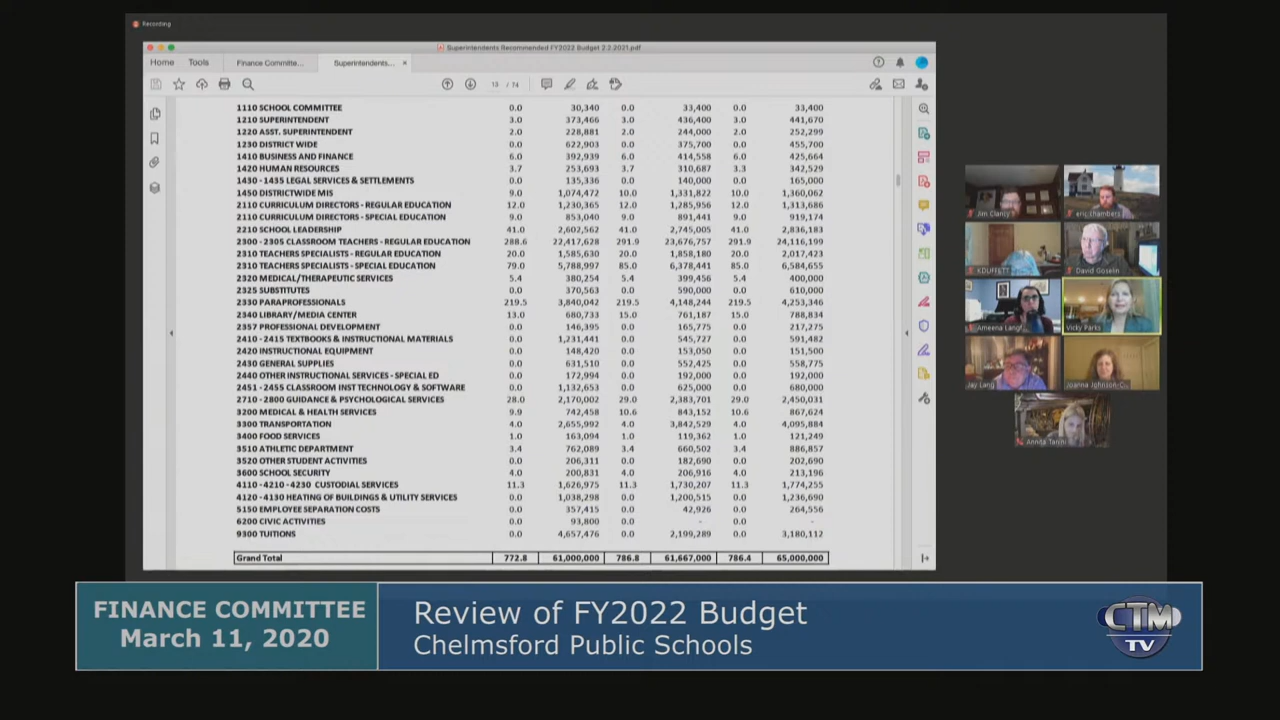 Recording
Superintendents Recommended FY2022 Budget 2.2.2021.pdf
Home Tools Finance Committe... Superintendents... ×
13 / 74
1110 SCHOOL COMMITTEE 0.0 30,340 0.0 33,400 0.0 33,400
1210 SUPERINTENDENT 3.0 373,466 3.0 436,400 3.0 441,670
1220 ASST. SUPERINTENDENT 2.0 228,881 2.0 244,000 2.0 252,299
1230 DISTRICT WIDE 0.0 622,903 0.0 375,700 0.0 455,700
1410 BUSINESS AND FINANCE 6.0 392,939 6.0 414,558 6.0 425,664
1420 HUMAN RESOURCES 3.7 253,693 3.7 310,687 3.3 342,529
1430 - 1435 LEGAL SERVICES & SETTLEMENTS 0.0 135,336 0.0 140,000 0.0 165,000
1450 DISTRICTWIDE MIS 9.0 1,074,472 10.0 1,331,822 10.0 1,360,062
2110 CURRICULUM DIRECTORS - REGULAR EDUCATION 12.0 1,230,365 12.0 1,285,956 12.0 1,313,686
2110 CURRICULUM DIRECTORS - SPECIAL EDUCATION 9.0 853,040 9.0 891,441 9.0 919,174
2210 SCHOOL LEADERSHIP 41.0 2,602,562 41.0 2,745,005 41.0 2,836,183
2300 - 2305 CLASSROOM TEACHERS - REGULAR EDUCATION 288.6 22,417,628 291.9 23,676,757 291.9 24,116,199
2310 TEACHERS SPECIALISTS - REGULAR EDUCATION 20.0 1,585,630 20.0 1,858,180 20.0 2,017,423
2310 TEACHERS SPECIALISTS - SPECIAL EDUCATION 79.0 5,788,997 85.0 6,378,441 85.0 6,584,655
2320 MEDICAL/THERAPEUTIC SERVICES 5.4 380,254 5.4 399,456 5.4 400,000
2325 SUBSTITUTES 0.0 370,563 0.0 590,000 0.0 610,000
2330 PARAPROFESSIONALS 219.5 3,840,042 219.5 4,148,244 219.5 4,253,346
2340 LIBRARY/MEDIA CENTER 13.0 680,733 15.0 761,187 15.0 788,834
2357 PROFESSIONAL DEVELOPMENT 0.0 146,395 0.0 165,775 0.0 217,275
2410 - 2415 TEXTBOOKS & INSTRUCTIONAL MATERIALS 0.0 1,231,441 0.0 545,727 0.0 591,482
2420 INSTRUCTIONAL EQUIPMENT 0.0 148,420 0.0 153,050 0.0 151,500
2430 GENERAL SUPPLIES 0.0 631,510 0.0 552,425 0.0 558,775
2440 OTHER INSTRUCTIONAL SERVICES - SPECIAL ED 0.0 172,994 0.0 192,000 0.0 192,000
2451 - 2455 CLASSROOM INST TECHNOLOGY & SOFTWARE 0.0 1,132,653 0.0 625,000 0.0 680,000
2710 - 2800 GUIDANCE & PSYCHOLOGICAL SERVICES 28.0 2,170,002 29.0 2,383,701 29.0 2,450,031
3200 MEDICAL & HEALTH SERVICES 9.9 742,458 10.6 843,152 10.6 867,624
3300 TRANSPORTATION 4.0 2,655,992 4.0 3,842,529 4.0 4,095,884
3400 FOOD SERVICES 1.0 163,094 1.0 119,362 1.0 121,249
3510 ATHLETIC DEPARTMENT 3.4 762,089 3.4 660,502 3.4 886,857
3520 OTHER STUDENT ACTIVITIES 0.0 206,311 0.0 182,690 0.0 202,690
3600 SCHOOL SECURITY 4.0 200,831 4.0 206,916 4.0 213,196
4110 - 4210 - 4230 CUSTODIAL SERVICES 11.3 1,626,975 11.3 1,730,207 11.3 1,774,255
4120 - 4130 HEATING OF BUILDINGS & UTILITY SERVICES 0.0 1,038,298 0.0 1,200,515 0.0 1,236,690
5150 EMPLOYEE SEPARATION COSTS 0.0 357,415 0.0 42,926 0.0 264,556
6200 CIVIC ACTIVITIES 0.0 93,800 0.0 - 0.0 -
9300 TUITIONS 0.0 4,657,476 0.0 2,199,289 0.0 3,180,112
Grand Total 772.8 61,000,000 786.8 61,667,000 786.4 65,000,000
Jim Clancy eric chambers
KDUFFETT David Goselin
Ameena Langf Vicky Parks
Jay Lang Joanna Johnson-C
Annita Tanini
FINANCE COMMITTEE
March 11, 2020
Review of FY2022 Budget
Chelmsford Public Schools
CTM
TV